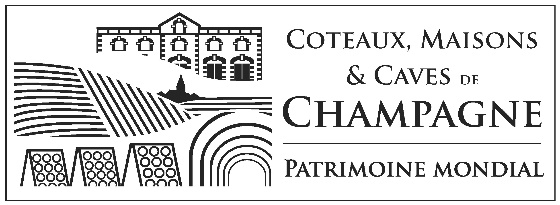 COTEAUX, MAISONS
& CAVES DE
CHAMPAGNE
PATRIMOINE MONDIAL